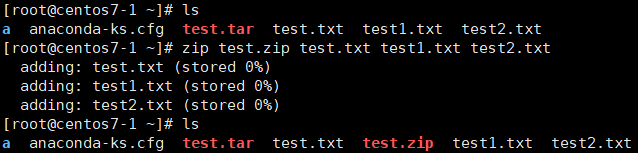 [root@centos7-1 ~]# ls
a  anaconda-ks.cfg  test.tar  test.txt  test1.txt  test2.txt
[root@centos7-1 ~]# zip test.zip test.txt test1.txt test2.txt
  adding: test.txt (stored 0%)
  adding: test1.txt (stored 0%)
  adding: test2.txt (stored 0%)
[root@centos7-1 ~]# ls
a  anaconda-ks.cfg  test.tar  test.txt  test.zip  test1.txt  test2.txt